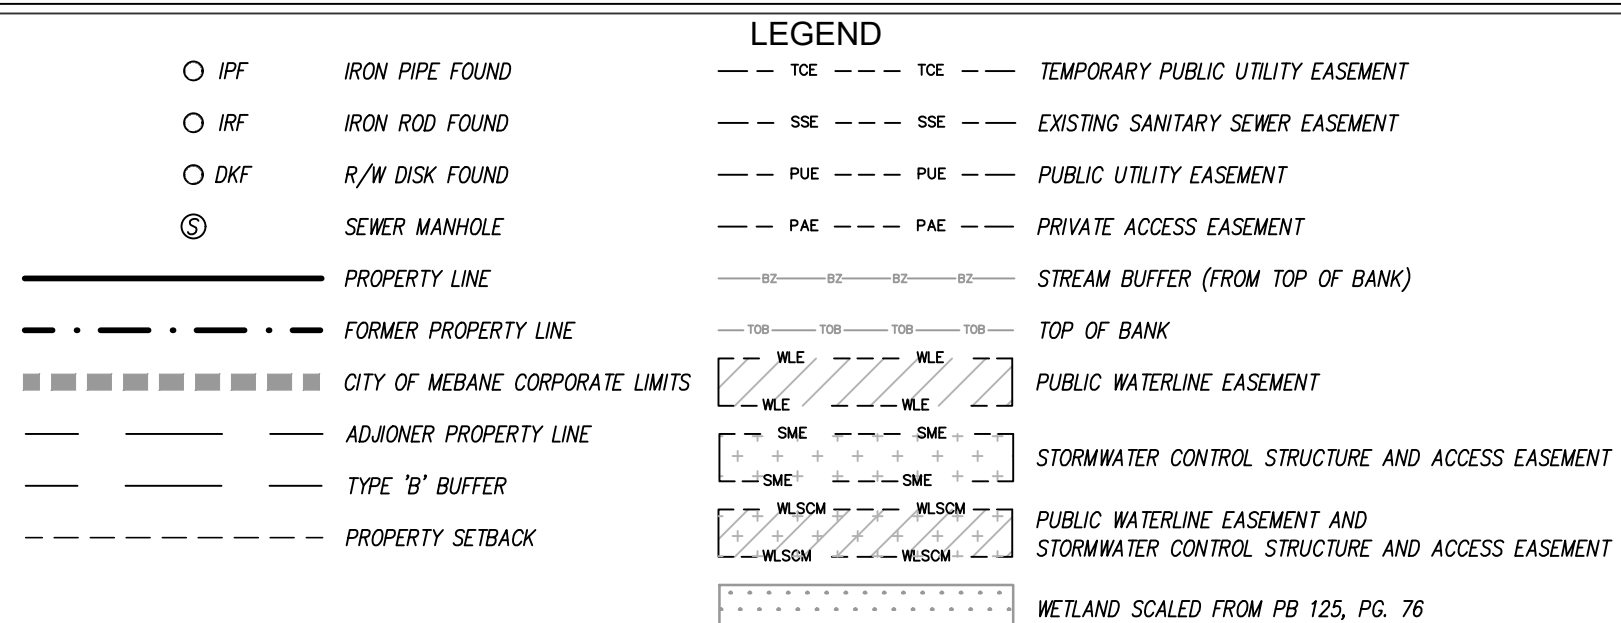 LEGEND
IPF IRON PIPE FOUND
IRF IRON ROD FOUND
DKF R/W DISK FOUND
S SEWER MANHOLE
PROPERTY LINE
FORMER PROPERTY LINE
CITY OF MEBANE CORPORATE LIMITS
ADJIONER PROPERTY LINE
TYPE 'B' BUFFER
PROPERTY SETBACK
TCE TCE TEMPORARY PUBLIC UTILITY EASEMENT
SSE SSE EXISTING SANITARY SEWER EASEMENT
PUE PUE PUBLIC UTILITY EASEMENT
PAE PAE PRIVATE ACCESS EASEMENT
BZ BZ BZ BZ STREAM BUFFER (FROM TOP OF BANK)
TOB TOB TOB TOB TOP OF BANK
WLE WLE
PUBLIC WATERLINE EASEMENT
WLE WLE
SME SME
STORMWATER CONTROL STRUCTURE AND ACCESS EASEMENT
SME SME
WLSCM WLSCM
PUBLIC WATERLINE EASEMENT AND
STORMWATER CONTROL STRUCTURE AND ACCESS EASEMENT
WLSCM WLSCM
WETLAND SCALED FROM PB 125, PG. 76